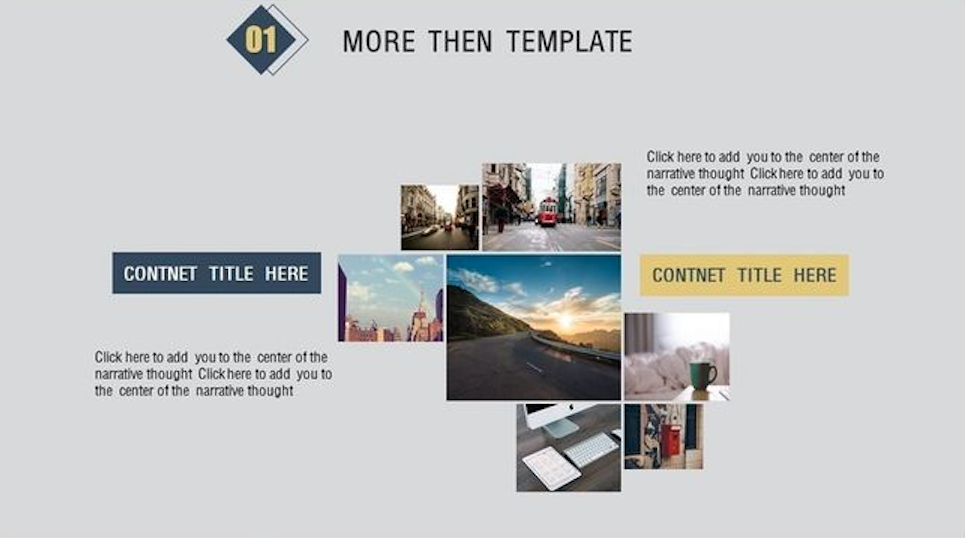 01
MORE THEN TEMPLATE
Click here to add you to the center of the
narrative thought Click here to add you to
the center of the narrative thought
CONTNET TITLE HERE
CONTNET TITLE HERE
Click here to add you to the center of the
narrative thought Click here to add you to
the center of the narrative thought